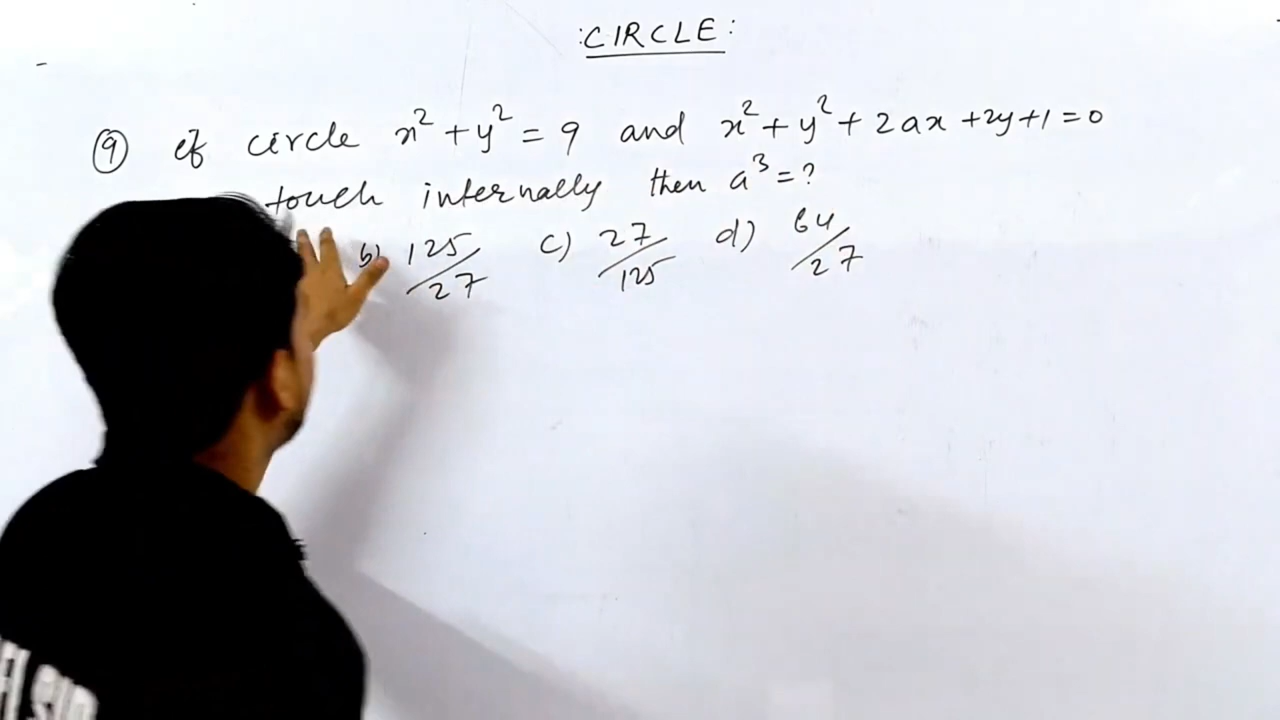 :CIRCLE:
⑨ If circle x² + y² = 9 and x² + y² + 2ax + 2y + 1 = 0
touch internally then a³ = ?
b) 125/27 c) 27/125 d) 64/27